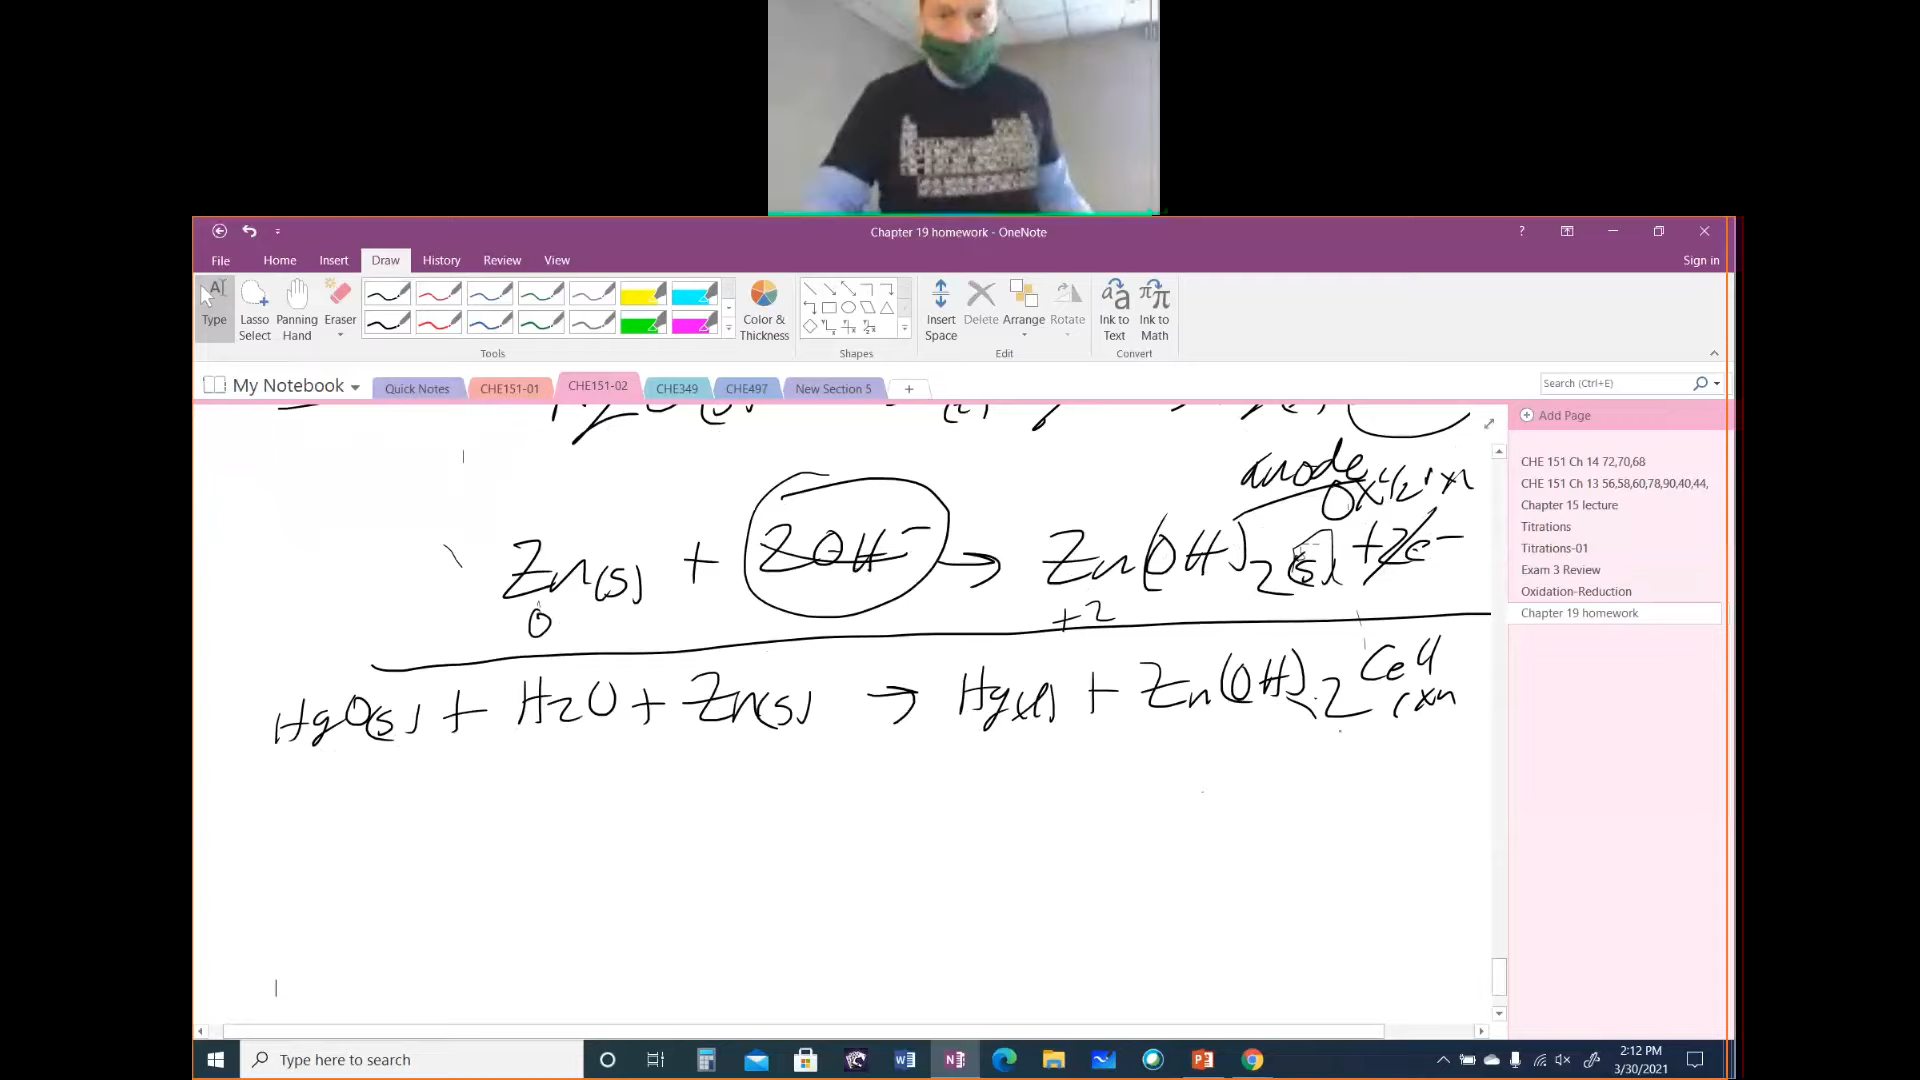 Chapter 19 homework - OneNote
?
File Home Insert Draw History Review View
Sign in
Type
Lasso Select
Panning Hand
Eraser
Color & Thickness
Insert Space
Delete
Arrange
Rotate
Ink to Text
Ink to Math
Tools
Shapes
Edit
Convert
My Notebook
Quick Notes
CHE151-01
CHE151-02
CHE349
CHE497
New Section 5
Search (Ctrl+E)
Add Page
CHE 151 Ch 14 72,70,68
CHE 151 Ch 13 56,58,60,78,90,40,44,
Chapter 15 lecture
Titrations
Titrations-01
Exam 3 Review
Oxidation-Reduction
Chapter 19 homework
anode
Ox 1/2 rxn
Zn(s) + 2OH- → Zn(OH)2(s) + 2e-
0 +2
HgO(s) + H2O + Zn(s) → Hg(l) + Zn(OH)2 Cell
rxn
Type here to search
2:12 PM
3/30/2021